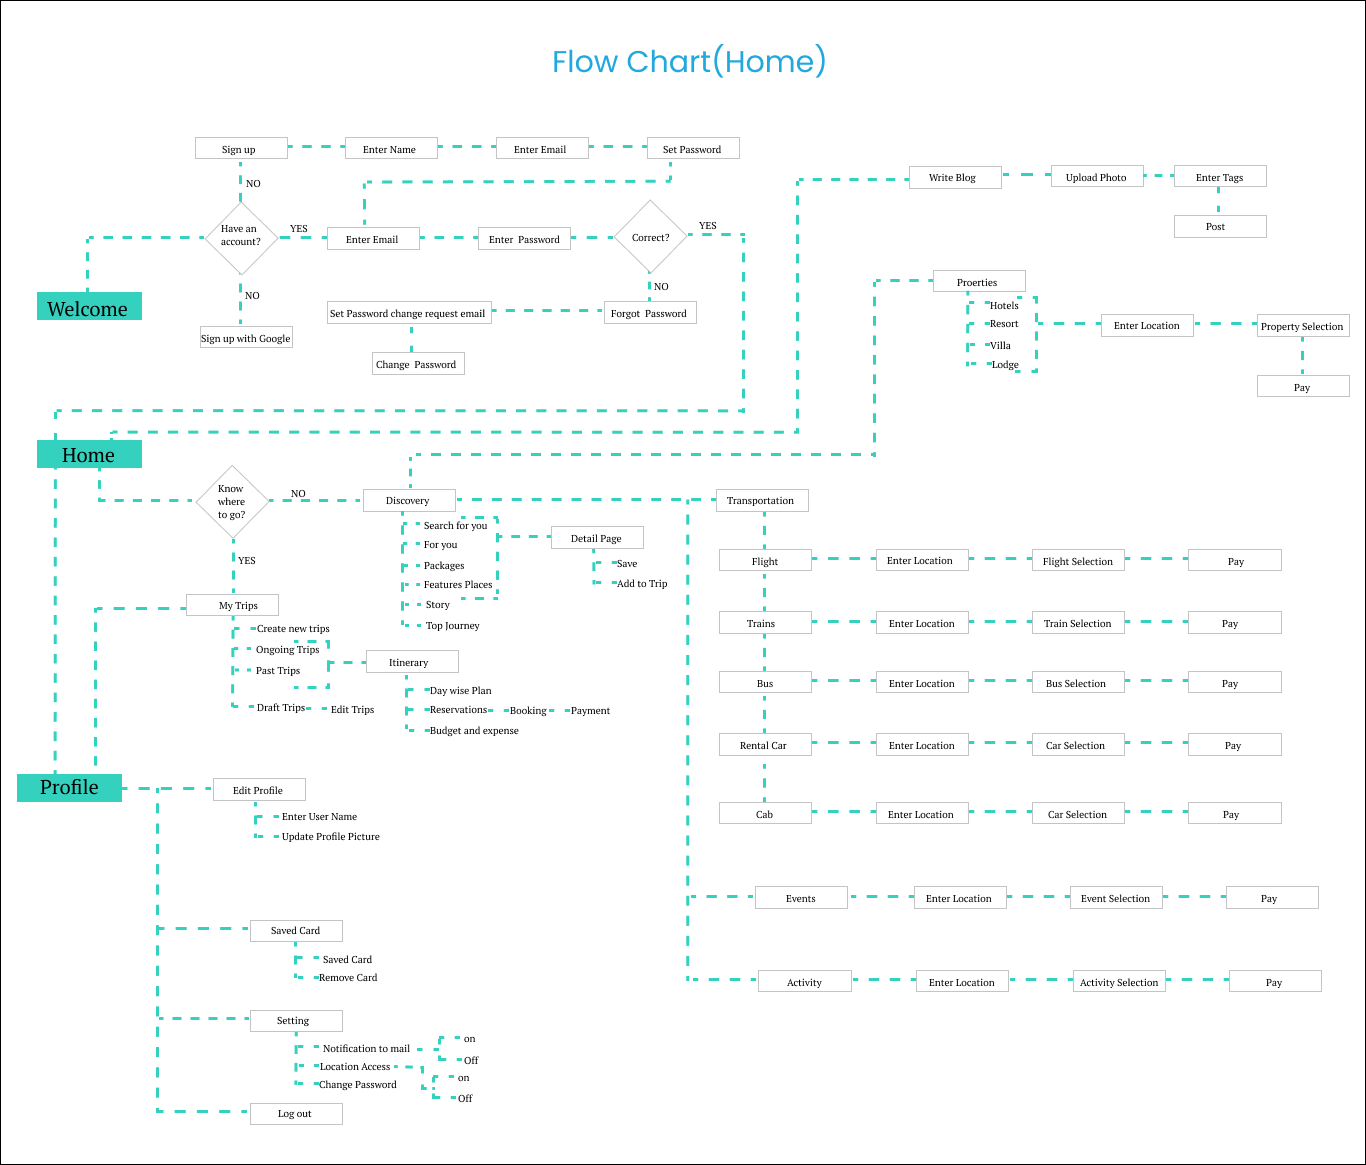 Flow Chart(Home)
Sign up
Enter Name
Enter Email
Set Password
NO
Have an
account?
YES
Enter Email
Enter Password
Correct?
YES
NO
NO
Welcome
Sign up with Google
Set Password change request email
Forgot Password
Change Password
Write Blog
Upload Photo
Enter Tags
Post
Proerties
Hotels
Resort
Villa
Lodge
Enter Location
Property Selection
Pay
Home
Know
where
to go?
NO
YES
Discovery
Search for you
For you
Packages
Features Places
Story
Top Journey
Detail Page
Save
Add to Trip
My Trips
Create new trips
Ongoing Trips
Past Trips
Draft Trips
Edit Trips
Itinerary
Day wise Plan
Reservations
Booking
Payment
Budget and expense
Transportation
Flight
Enter Location
Flight Selection
Pay
Trains
Enter Location
Train Selection
Pay
Bus
Enter Location
Bus Selection
Pay
Rental Car
Enter Location
Car Selection
Pay
Cab
Enter Location
Car Selection
Pay
Events
Enter Location
Event Selection
Pay
Activity
Enter Location
Activity Selection
Pay
Profile
Edit Profile
Enter User Name
Update Profile Picture
Saved Card
Saved Card
Remove Card
Setting
Notification to mail
on
Off
Location Access
on
Off
Change Password
Log out